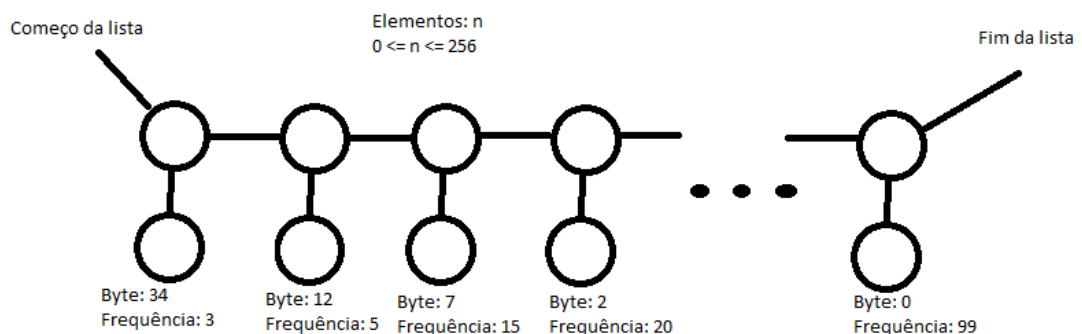 Começo da lista
Elementos: n
0 <= n <= 256
Fim da lista
Byte: 34
Frequência: 3
Byte: 12
Frequência: 5
Byte: 7
Frequência: 15
Byte: 2
Frequência: 20
Byte: 0
Frequência: 99